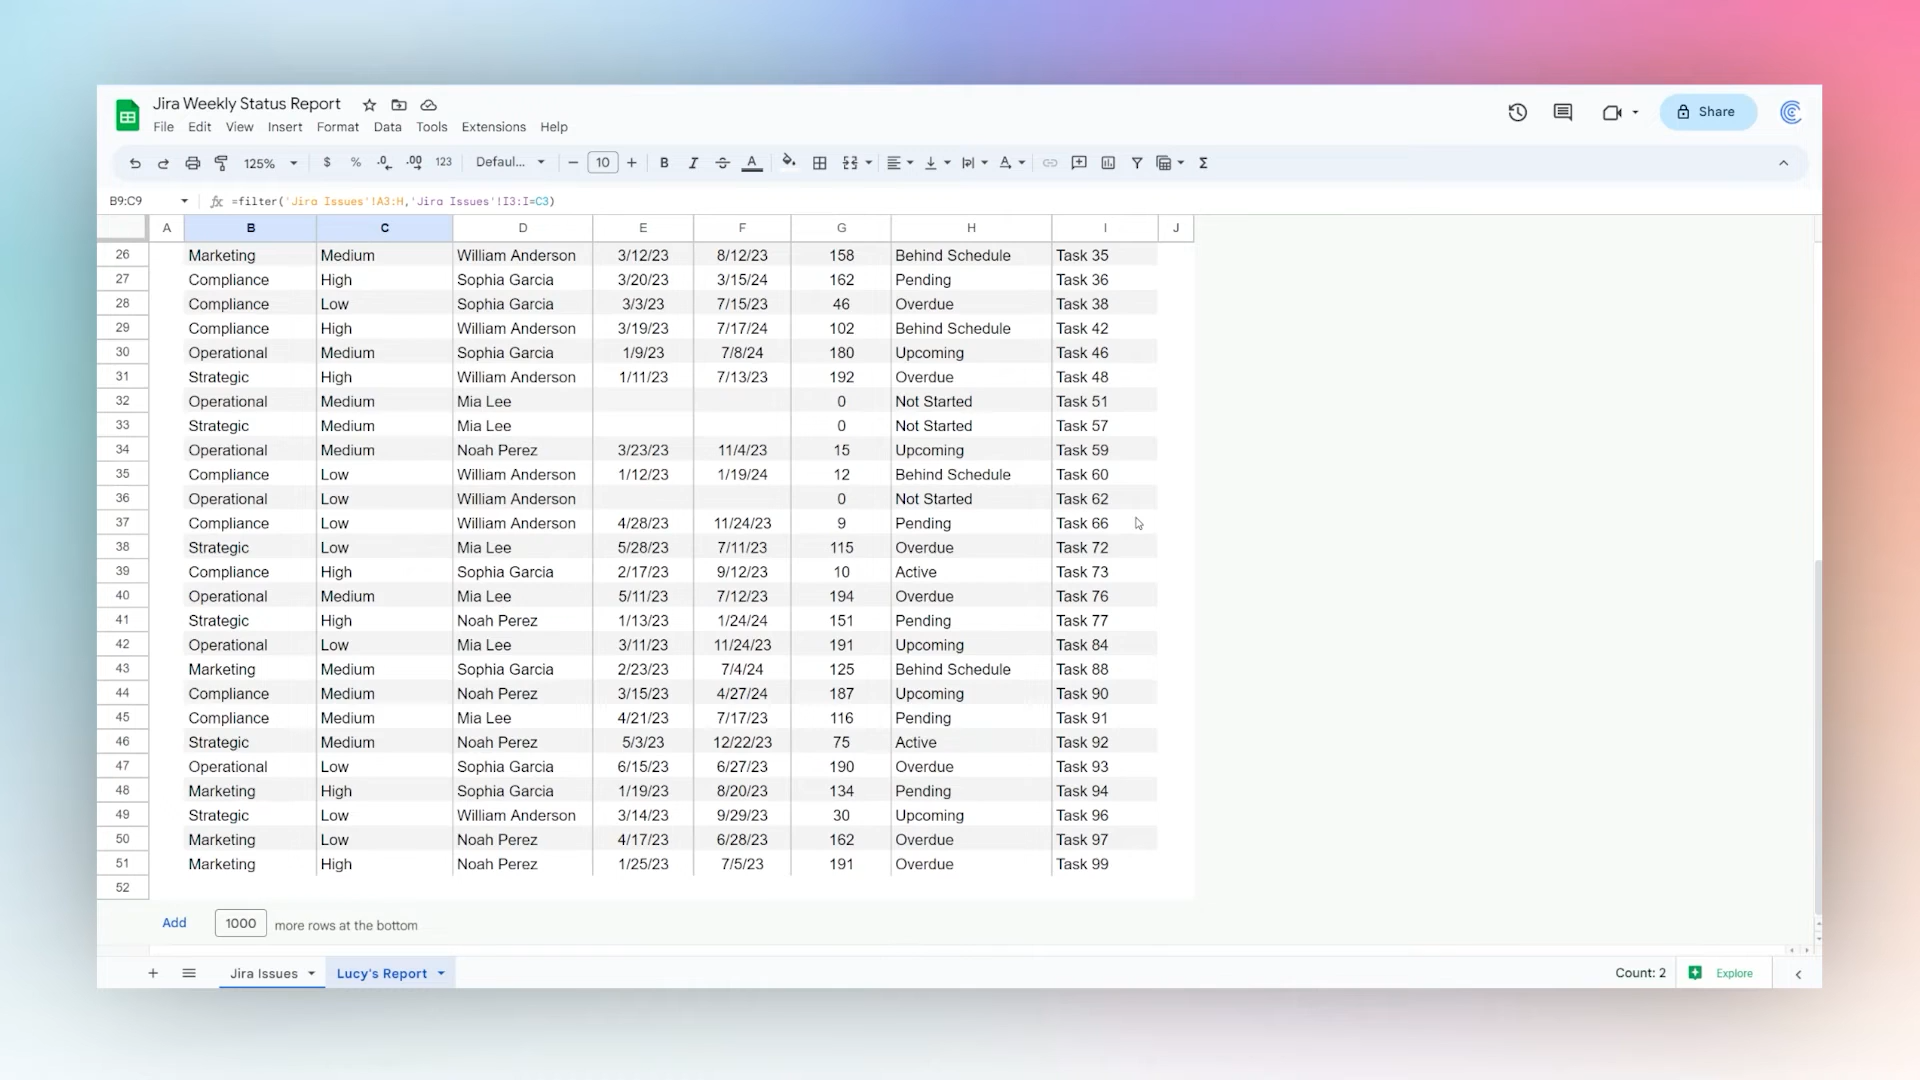 Jira Weekly Status Report
File Edit View Insert Format Data Tools Extensions Help
Share
125% $ % .0 .00 123 Defaul... 10 B I A
B9:C9 fx =filter('Jira Issues'!A3:H,'Jira Issues'!I3:I=C3)
A B C D E F G H I J
26 Marketing Medium William Anderson 3/12/23 8/12/23 158 Behind Schedule Task 35
27 Compliance High Sophia Garcia 3/20/23 3/15/24 162 Pending Task 36
28 Compliance Low Sophia Garcia 3/3/23 7/15/23 46 Overdue Task 38
29 Compliance High William Anderson 3/19/23 7/17/24 102 Behind Schedule Task 42
30 Operational Medium Sophia Garcia 1/9/23 7/8/24 180 Upcoming Task 46
31 Strategic High William Anderson 1/11/23 7/13/23 192 Overdue Task 48
32 Operational Medium Mia Lee 0 Not Started Task 51
33 Strategic Medium Mia Lee 0 Not Started Task 57
34 Operational Medium Noah Perez 3/23/23 11/4/23 15 Upcoming Task 59
35 Compliance Low William Anderson 1/12/23 1/19/24 12 Behind Schedule Task 60
36 Operational Low William Anderson 0 Not Started Task 62
37 Compliance Low William Anderson 4/28/23 11/24/23 9 Pending Task 66
38 Strategic Low Mia Lee 5/28/23 7/11/23 115 Overdue Task 72
39 Compliance High Sophia Garcia 2/17/23 9/12/23 10 Active Task 73
40 Operational Medium Mia Lee 5/11/23 7/12/23 194 Overdue Task 76
41 Strategic High Noah Perez 1/13/23 1/24/24 151 Pending Task 77
42 Operational Low Mia Lee 3/11/23 11/24/23 191 Upcoming Task 84
43 Marketing Medium Sophia Garcia 2/23/23 7/4/24 125 Behind Schedule Task 88
44 Compliance Medium Noah Perez 3/15/23 4/27/24 187 Upcoming Task 90
45 Compliance Medium Mia Lee 4/21/23 7/17/23 116 Pending Task 91
46 Strategic Medium Noah Perez 5/3/23 12/22/23 75 Active Task 92
47 Operational Low Sophia Garcia 6/15/23 6/27/23 190 Overdue Task 93
48 Marketing High Sophia Garcia 1/19/23 8/20/23 134 Pending Task 94
49 Strategic Low William Anderson 3/14/23 9/29/23 30 Upcoming Task 96
50 Marketing Low Noah Perez 4/17/23 6/28/23 162 Overdue Task 97
51 Marketing High Noah Perez 1/25/23 7/5/23 191 Overdue Task 99
52
Add 1000 more rows at the bottom
Jira Issues Lucy's Report Count: 2 Explore